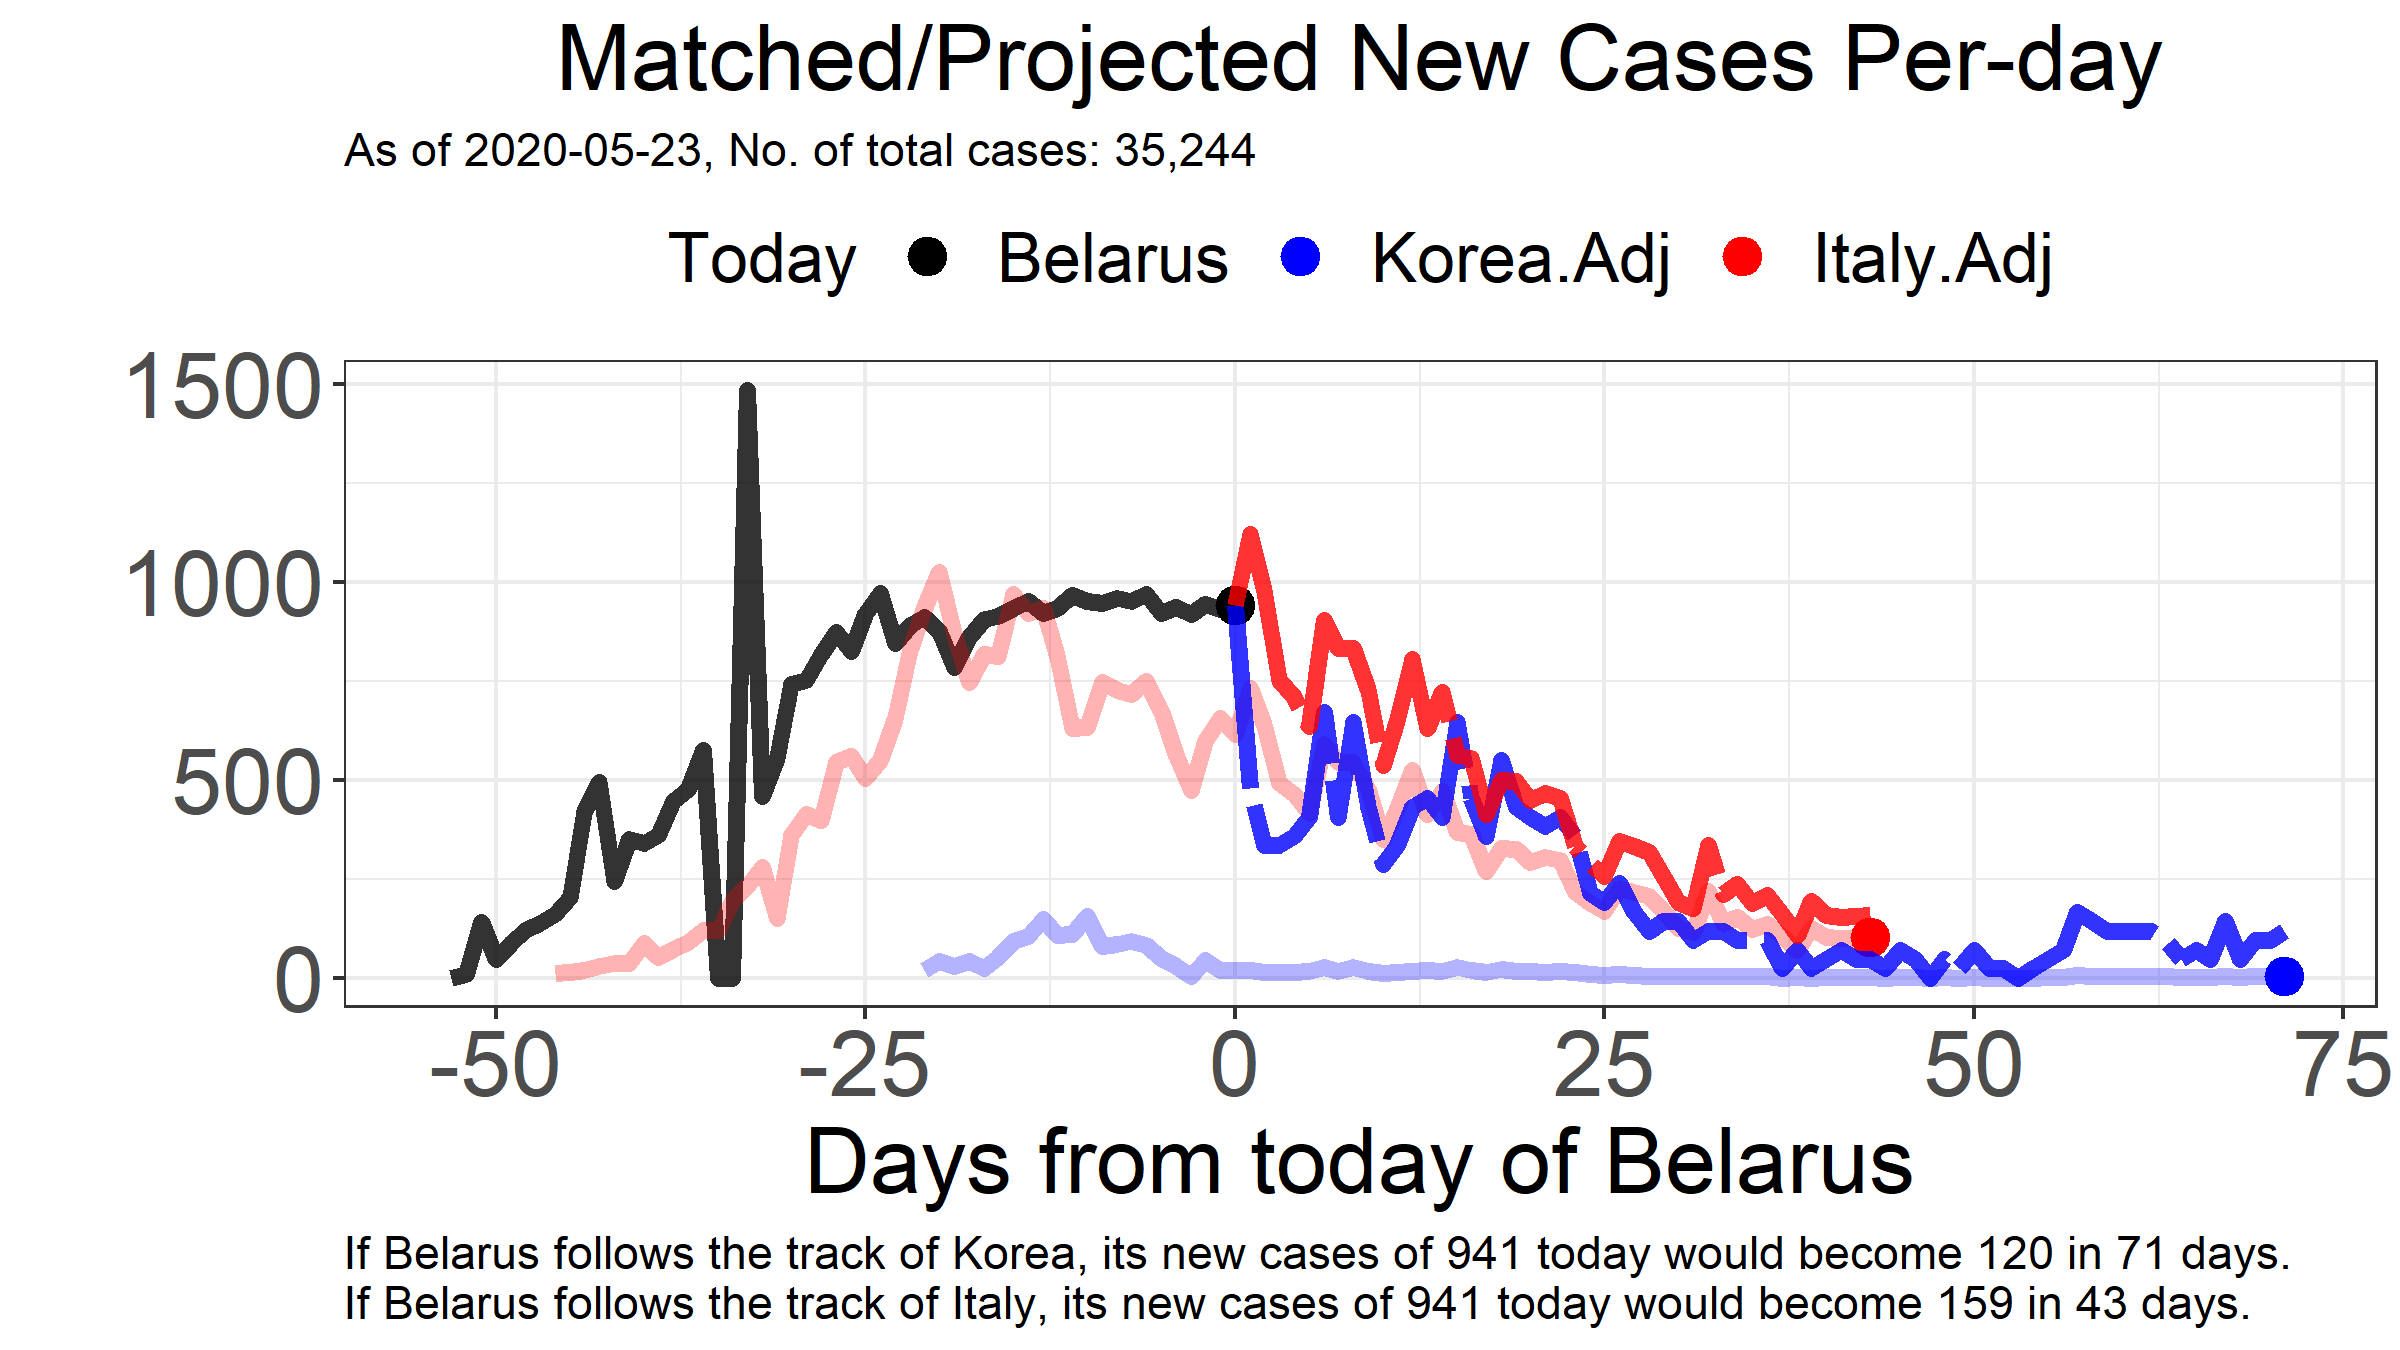 Matched/Projected New Cases Per-day
As of 2020-05-23, No. of total cases: 35,244
Today Belarus Korea.Adj Italy.Adj
1500
1000
500
0
-50 -25 0 25 50 75
Days from today of Belarus
If Belarus follows the track of Korea, its new cases of 941 today would become 120 in 71 days.
If Belarus follows the track of Italy, its new cases of 941 today would become 159 in 43 days.